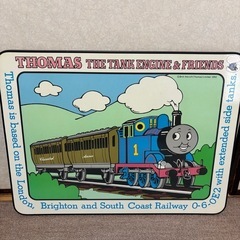 THOMAS THE TANK ENGINE & FRIENDS
Thomas is based on the London,
Brighton and South Coast Railway 0-6-0E2 with extended side tanks.
1